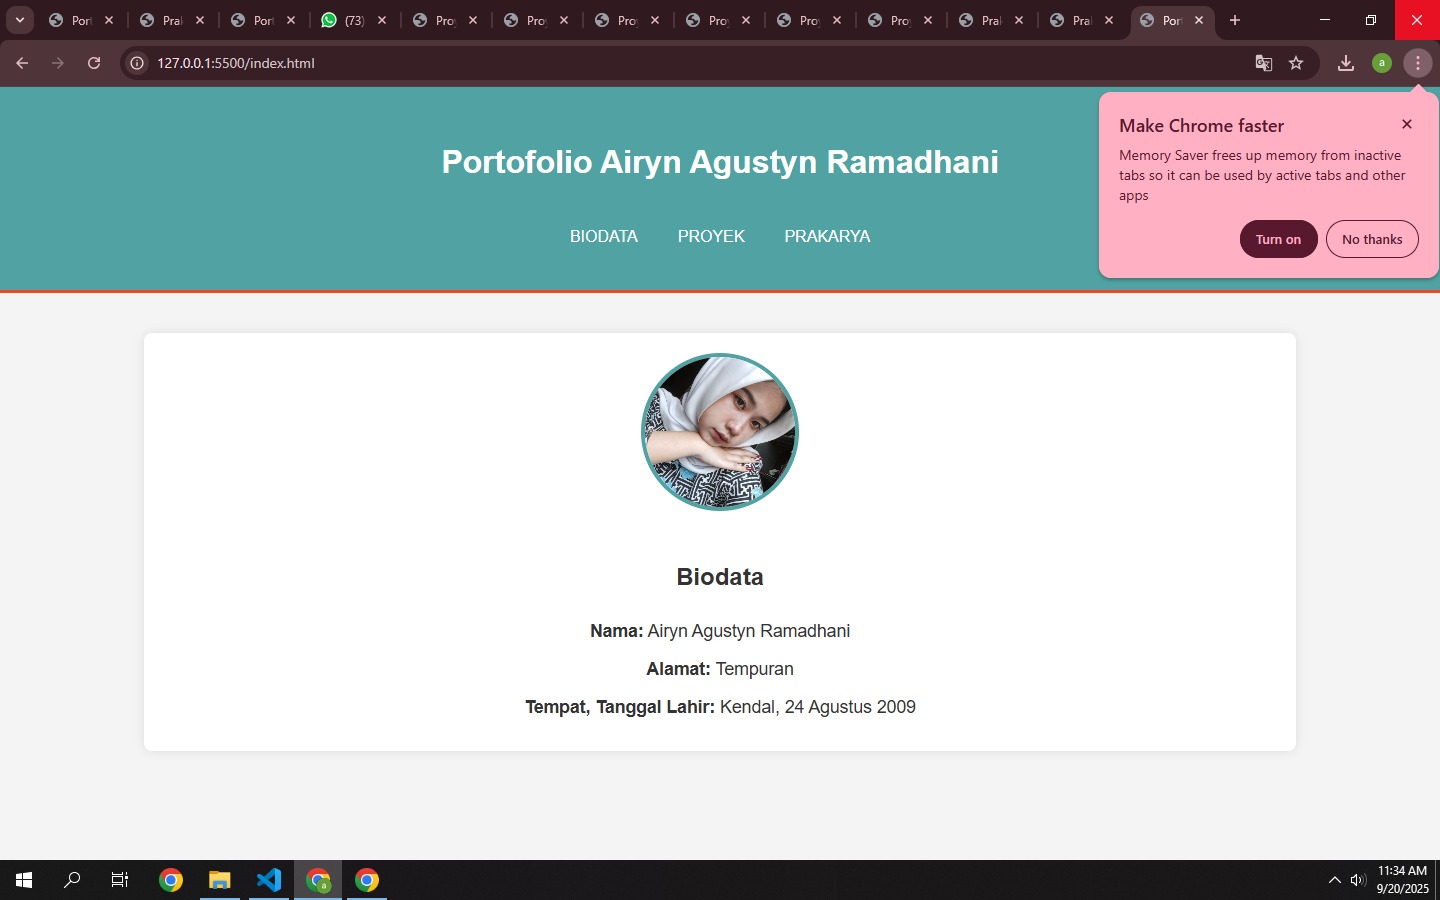 Port
Prak
Port
(73)
Proy
Proy
Proy
Proy
Proy
Proy
Prak
Prak
Port
127.0.0.1:5500/index.html
a
Make Chrome faster
Memory Saver frees up memory from inactive
tabs so it can be used by active tabs and other
apps
Turn on
No thanks
Portofolio Airyn Agustyn Ramadhani
BIODATA PROYEK PRAKARYA
Biodata
Nama: Airyn Agustyn Ramadhani
Alamat: Tempuran
Tempat, Tanggal Lahir: Kendal, 24 Agustus 2009
a
11:34 AM
9/20/2025